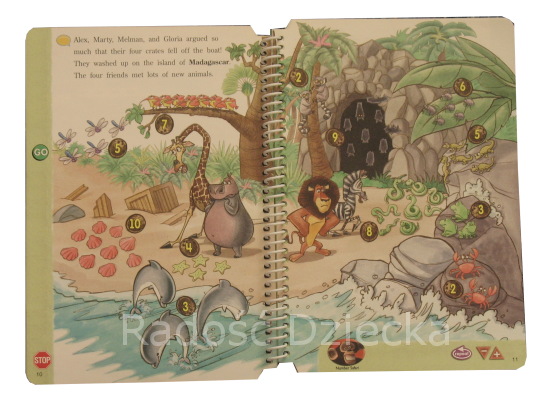 Alex, Marty, Melman, and Gloria argued so
much that their four crates fell off the boat!
They washed up on the island of Madagascar
The four friends met lots of new animals.
2
6
7
5
9
5
GO
10
3
4
8
3
2
Radość Dziecka
STOP
10
Number Safari
11